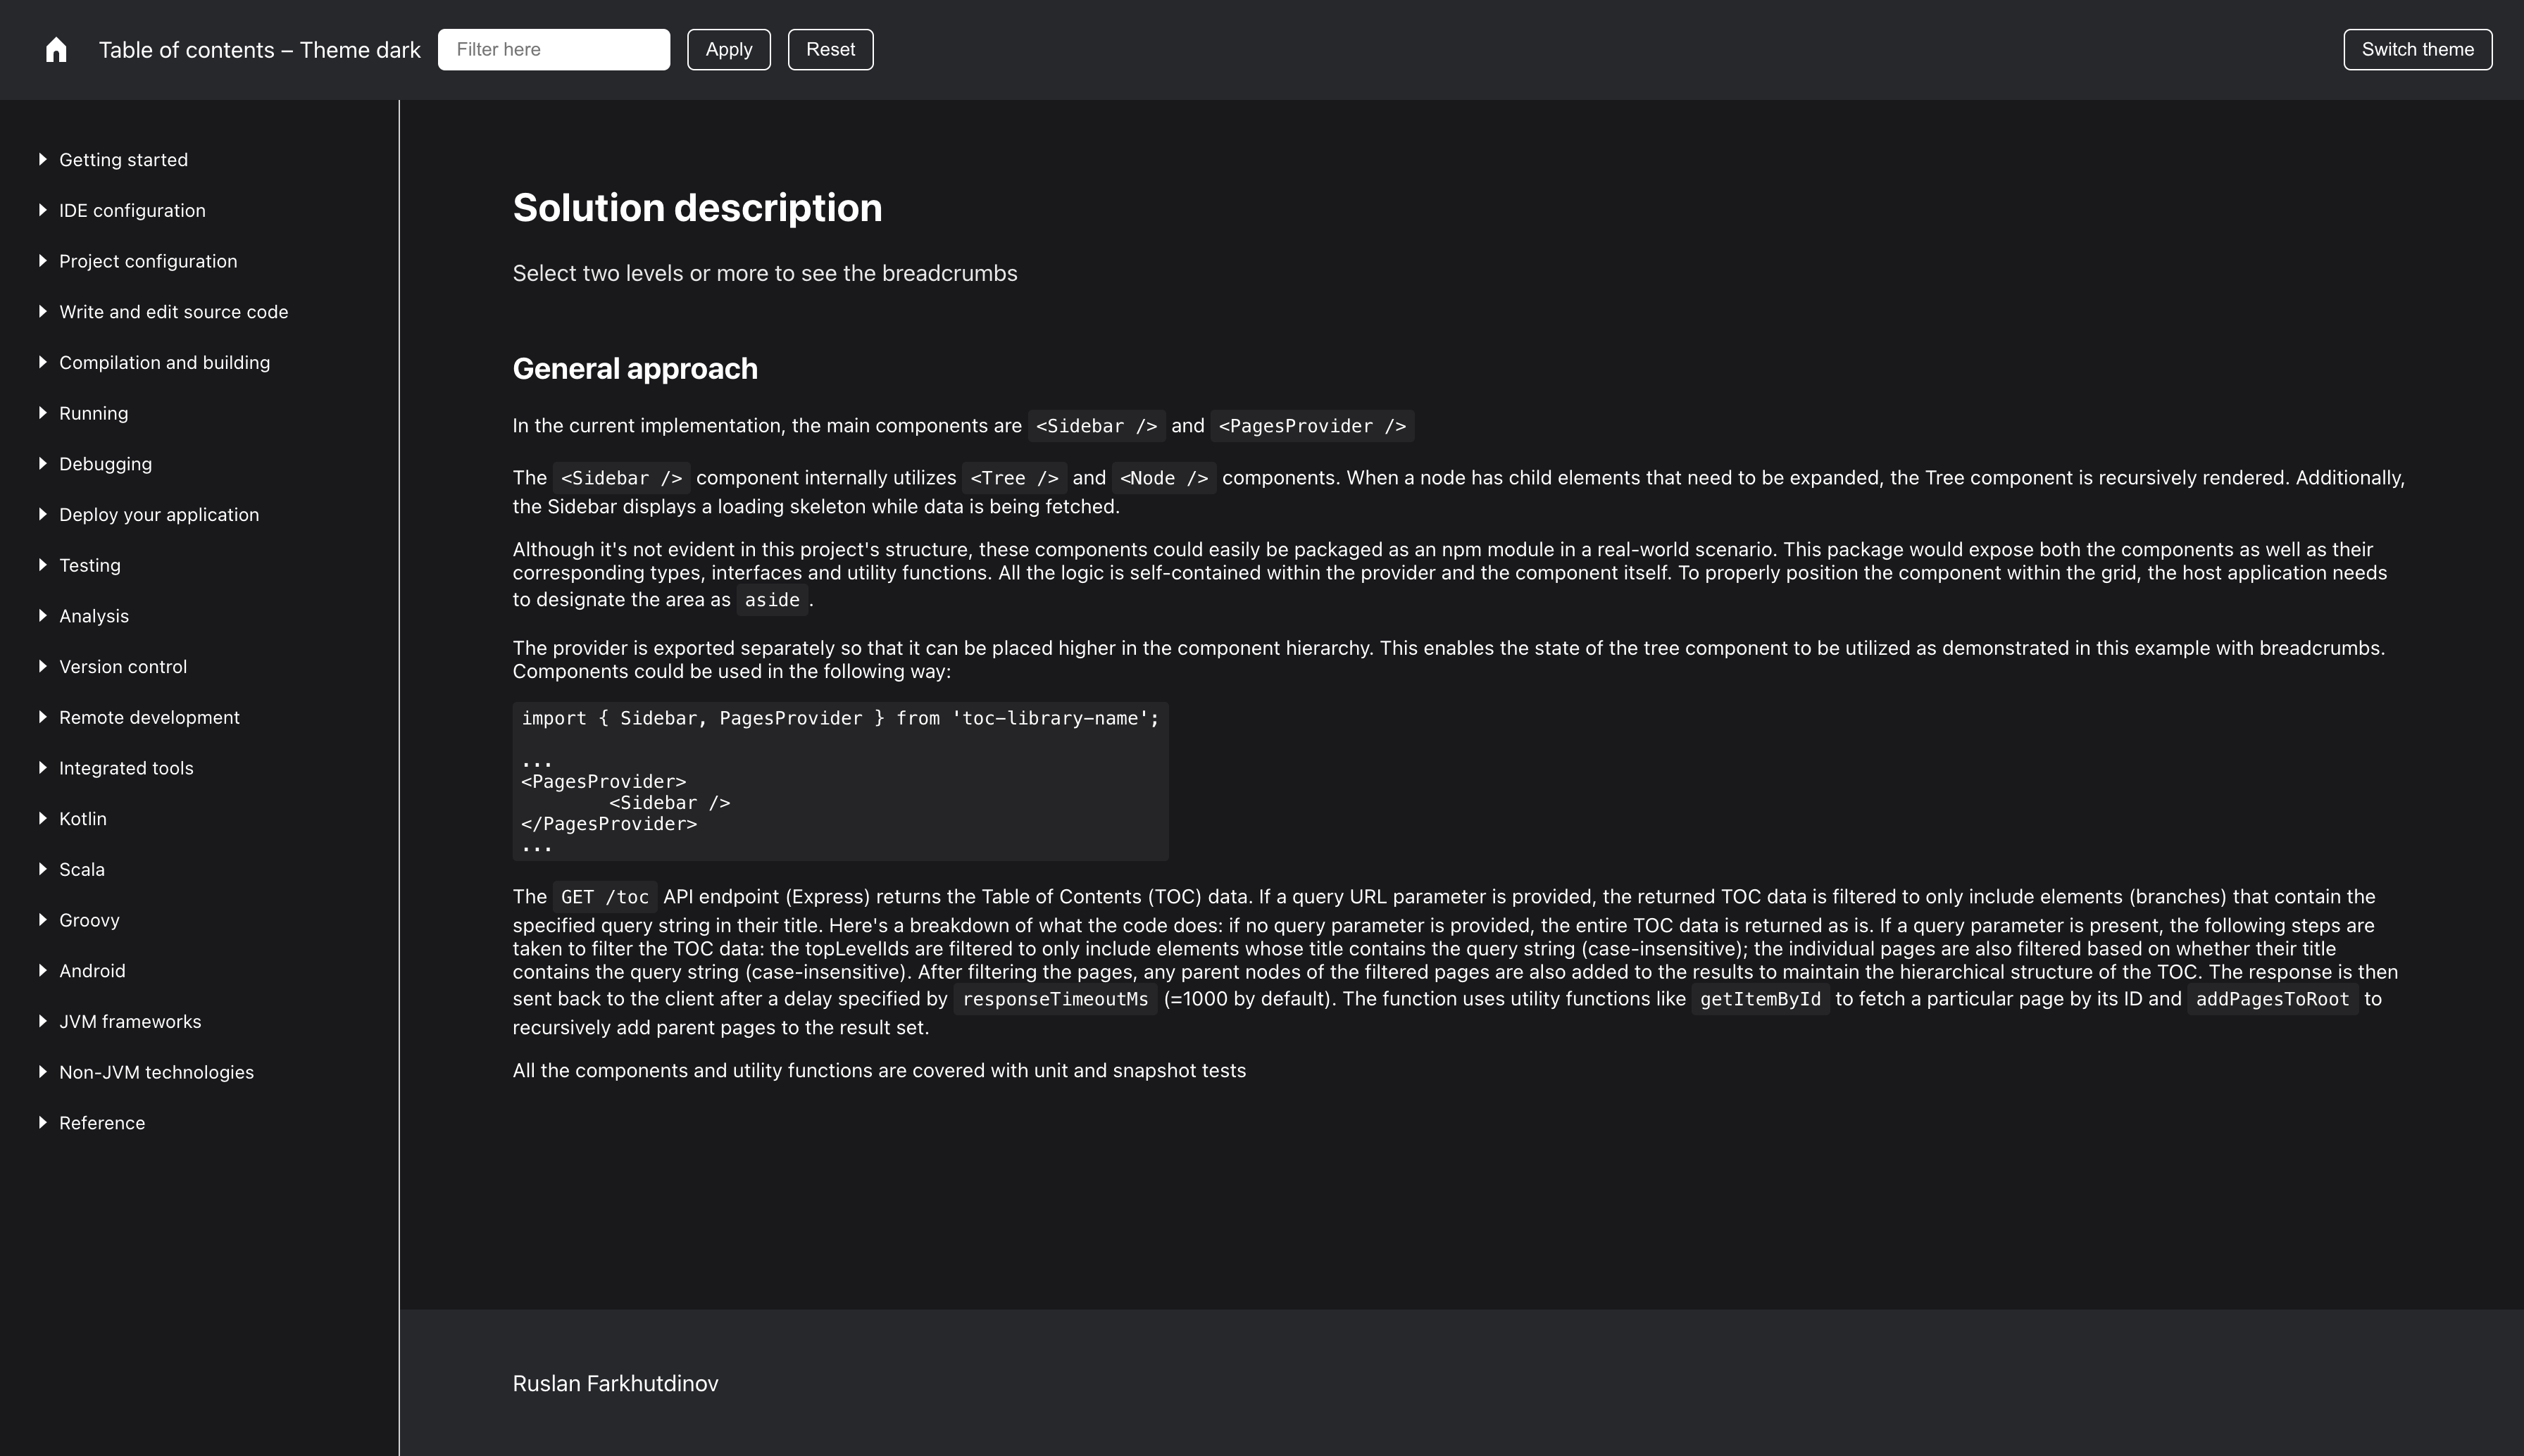 Table of contents – Theme dark
Filter here
Apply
Reset
Switch theme
Getting started
IDE configuration
Project configuration
Write and edit source code
Compilation and building
Running
Debugging
Deploy your application
Testing
Analysis
Version control
Remote development
Integrated tools
Kotlin
Scala
Groovy
Android
JVM frameworks
Non-JVM technologies
Reference
Solution description
Select two levels or more to see the breadcrumbs
General approach
In the current implementation, the main components are <Sidebar /> and <PagesProvider />
The <Sidebar /> component internally utilizes <Tree /> and <Node /> components. When a node has child elements that need to be expanded, the Tree component is recursively rendered. Additionally,
the Sidebar displays a loading skeleton while data is being fetched.
Although it's not evident in this project's structure, these components could easily be packaged as an npm module in a real-world scenario. This package would expose both the components as well as their
corresponding types, interfaces and utility functions. All the logic is self-contained within the provider and the component itself. To properly position the component within the grid, the host application needs
to designate the area as aside .
The provider is exported separately so that it can be placed higher in the component hierarchy. This enables the state of the tree component to be utilized as demonstrated in this example with breadcrumbs.
Components could be used in the following way:
import { Sidebar, PagesProvider } from 'toc-library-name';
...
<PagesProvider>
<Sidebar />
</PagesProvider>
...
The GET /toc API endpoint (Express) returns the Table of Contents (TOC) data. If a query URL parameter is provided, the returned TOC data is filtered to only include elements (branches) that contain the
specified query string in their title. Here's a breakdown of what the code does: if no query parameter is provided, the entire TOC data is returned as is. If a query parameter is present, the following steps are
taken to filter the TOC data: the topLevelIds are filtered to only include elements whose title contains the query string (case-insensitive); the individual pages are also filtered based on whether their title
contains the query string (case-insensitive). After filtering the pages, any parent nodes of the filtered pages are also added to the results to maintain the hierarchical structure of the TOC. The response is then
sent back to the client after a delay specified by responseTimeoutMs (=1000 by default). The function uses utility functions like getItemById to fetch a particular page by its ID and addPagesToRoot to
recursively add parent pages to the result set.
All the components and utility functions are covered with unit and snapshot tests
Ruslan Farkhutdinov